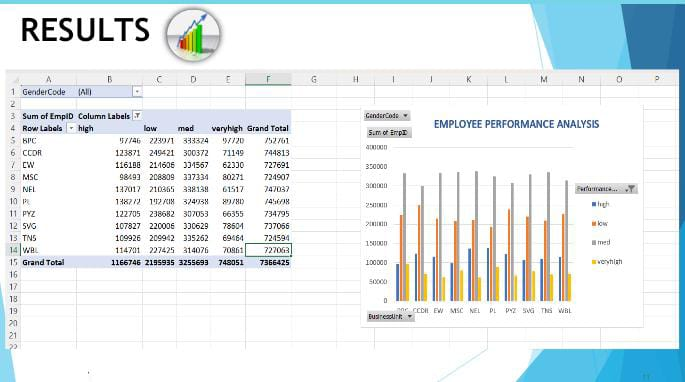 RESULTS
A B C D E F G H I J K L M N O P
1 GenderCode (All)
2
3 Sum of EmpID Column Labels
4 Row Labels high low med veryhigh Grand Total
5 BPC 97746 223971 333324 97720 752761
6 CCDR 123871 249421 300372 71149 744813
7 EW 116188 214606 334567 62330 727691
8 MSC 98493 208809 337334 80271 724907
9 NEL 137017 210365 338138 61517 747037
10 PL 138272 192708 324938 89780 745698
11 PYZ 122705 238682 307053 66355 734795
12 SVG 107827 220006 330629 78604 737066
13 TNS 109926 209942 335262 69464 724594
14 WBL 114701 227425 314076 70861 727063
15 Grand Total 1166746 2195935 3255693 748051 7366425
16
17
18
19
20
21
22
GenderCode
Sum of EmpID
EMPLOYEE PERFORMANCE ANALYSIS
400000
350000
300000
250000
200000
150000
100000
50000
0
BPC CCDR EW MSC NEL PL PYZ SVG TNS WBL
Performance...
high
low
med
veryhigh
BusinessUnit
11